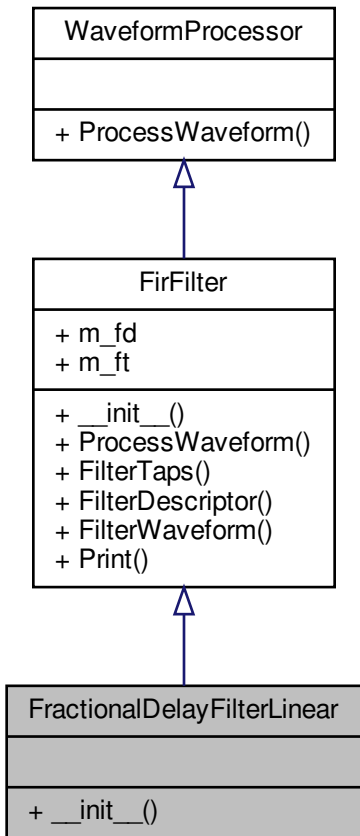 WaveformProcessor
+ ProcessWaveform()
FirFilter
+ m_fd
+ m_ft
+ __init__()
+ ProcessWaveform()
+ FilterTaps()
+ FilterDescriptor()
+ FilterWaveform()
+ Print()
FractionalDelayFilterLinear
+ __init__()